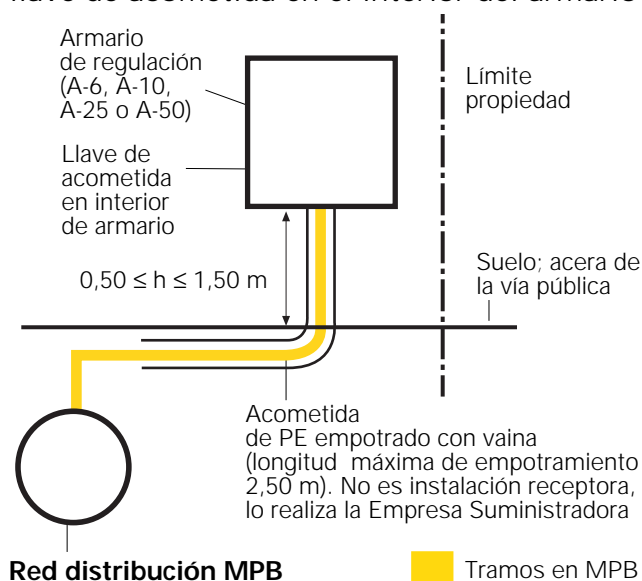 llave de acometida en el interior del armario
Armario
de regulación
(A-6, A-10,
A-25 o A-50)
Límite
propiedad
Llave de
acometida
en interior
de armario
0,50 ≤ h ≤ 1,50 m
Suelo; acera de
la vía pública
Acometida
de PE empotrado con vaina
(longitud máxima de empotramiento
2,50 m). No es instalación receptora,
lo realiza la Empresa Suministradora
Red distribución MPB
Tramos en MPB